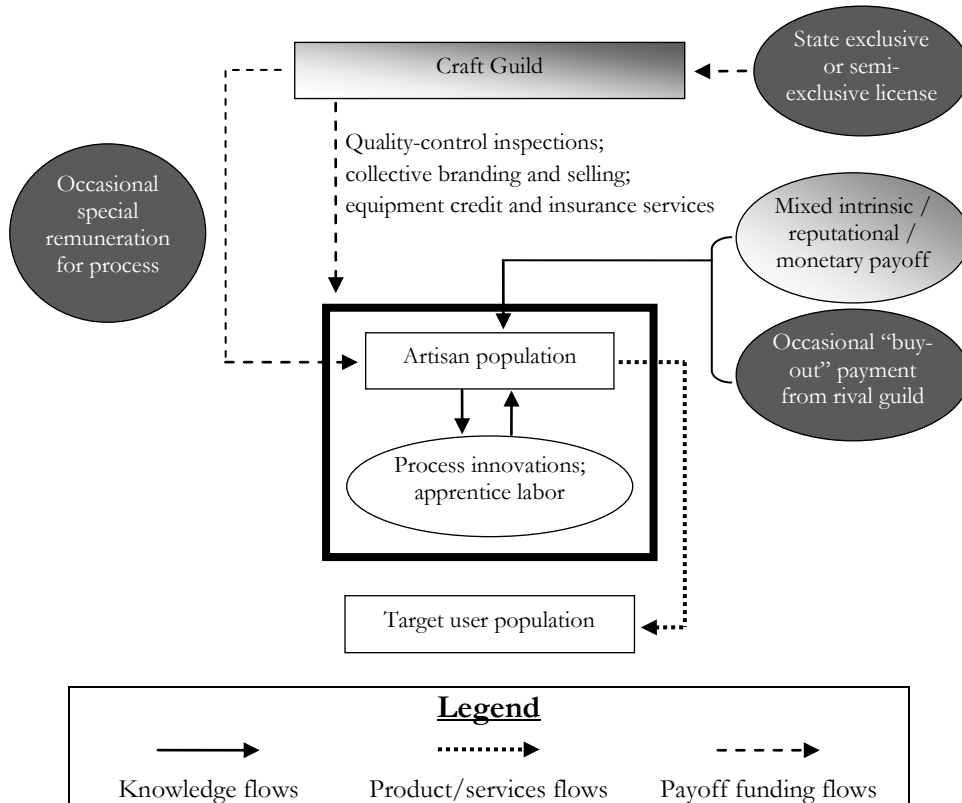 Craft Guild
State exclusive
or semi-
exclusive license
Quality-control inspections;
collective branding and selling;
equipment credit and insurance services
Occasional
special
remuneration
for process
Mixed intrinsic /
reputational /
monetary payoff
Artisan population
Occasional “buy-
out” payment
from rival guild
Process innovations;
apprentice labor
Target user population
Legend
Knowledge flows
Product/services flows
Payoff funding flows